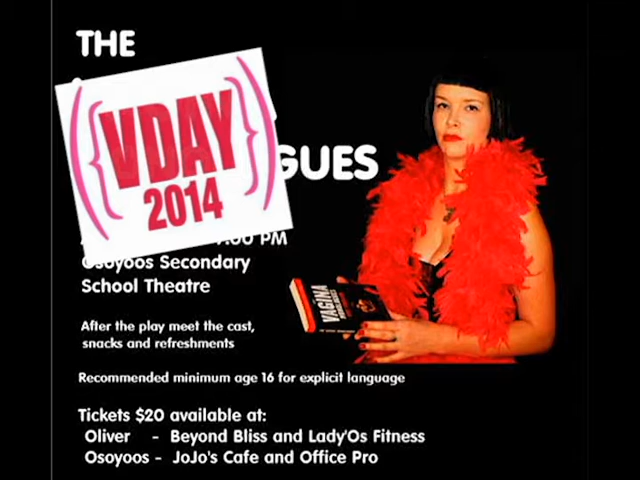 THE
VDAY
2014
GUES
:00 PM
Osoyoos Secondary
School Theatre
After the play meet the cast,
snacks and refreshments
Recommended minimum age 16 for explicit language
Tickets $20 available at:
Oliver - Beyond Bliss and Lady'Os Fitness
Osoyoos - JoJo's Cafe and Office Pro
VAGINA